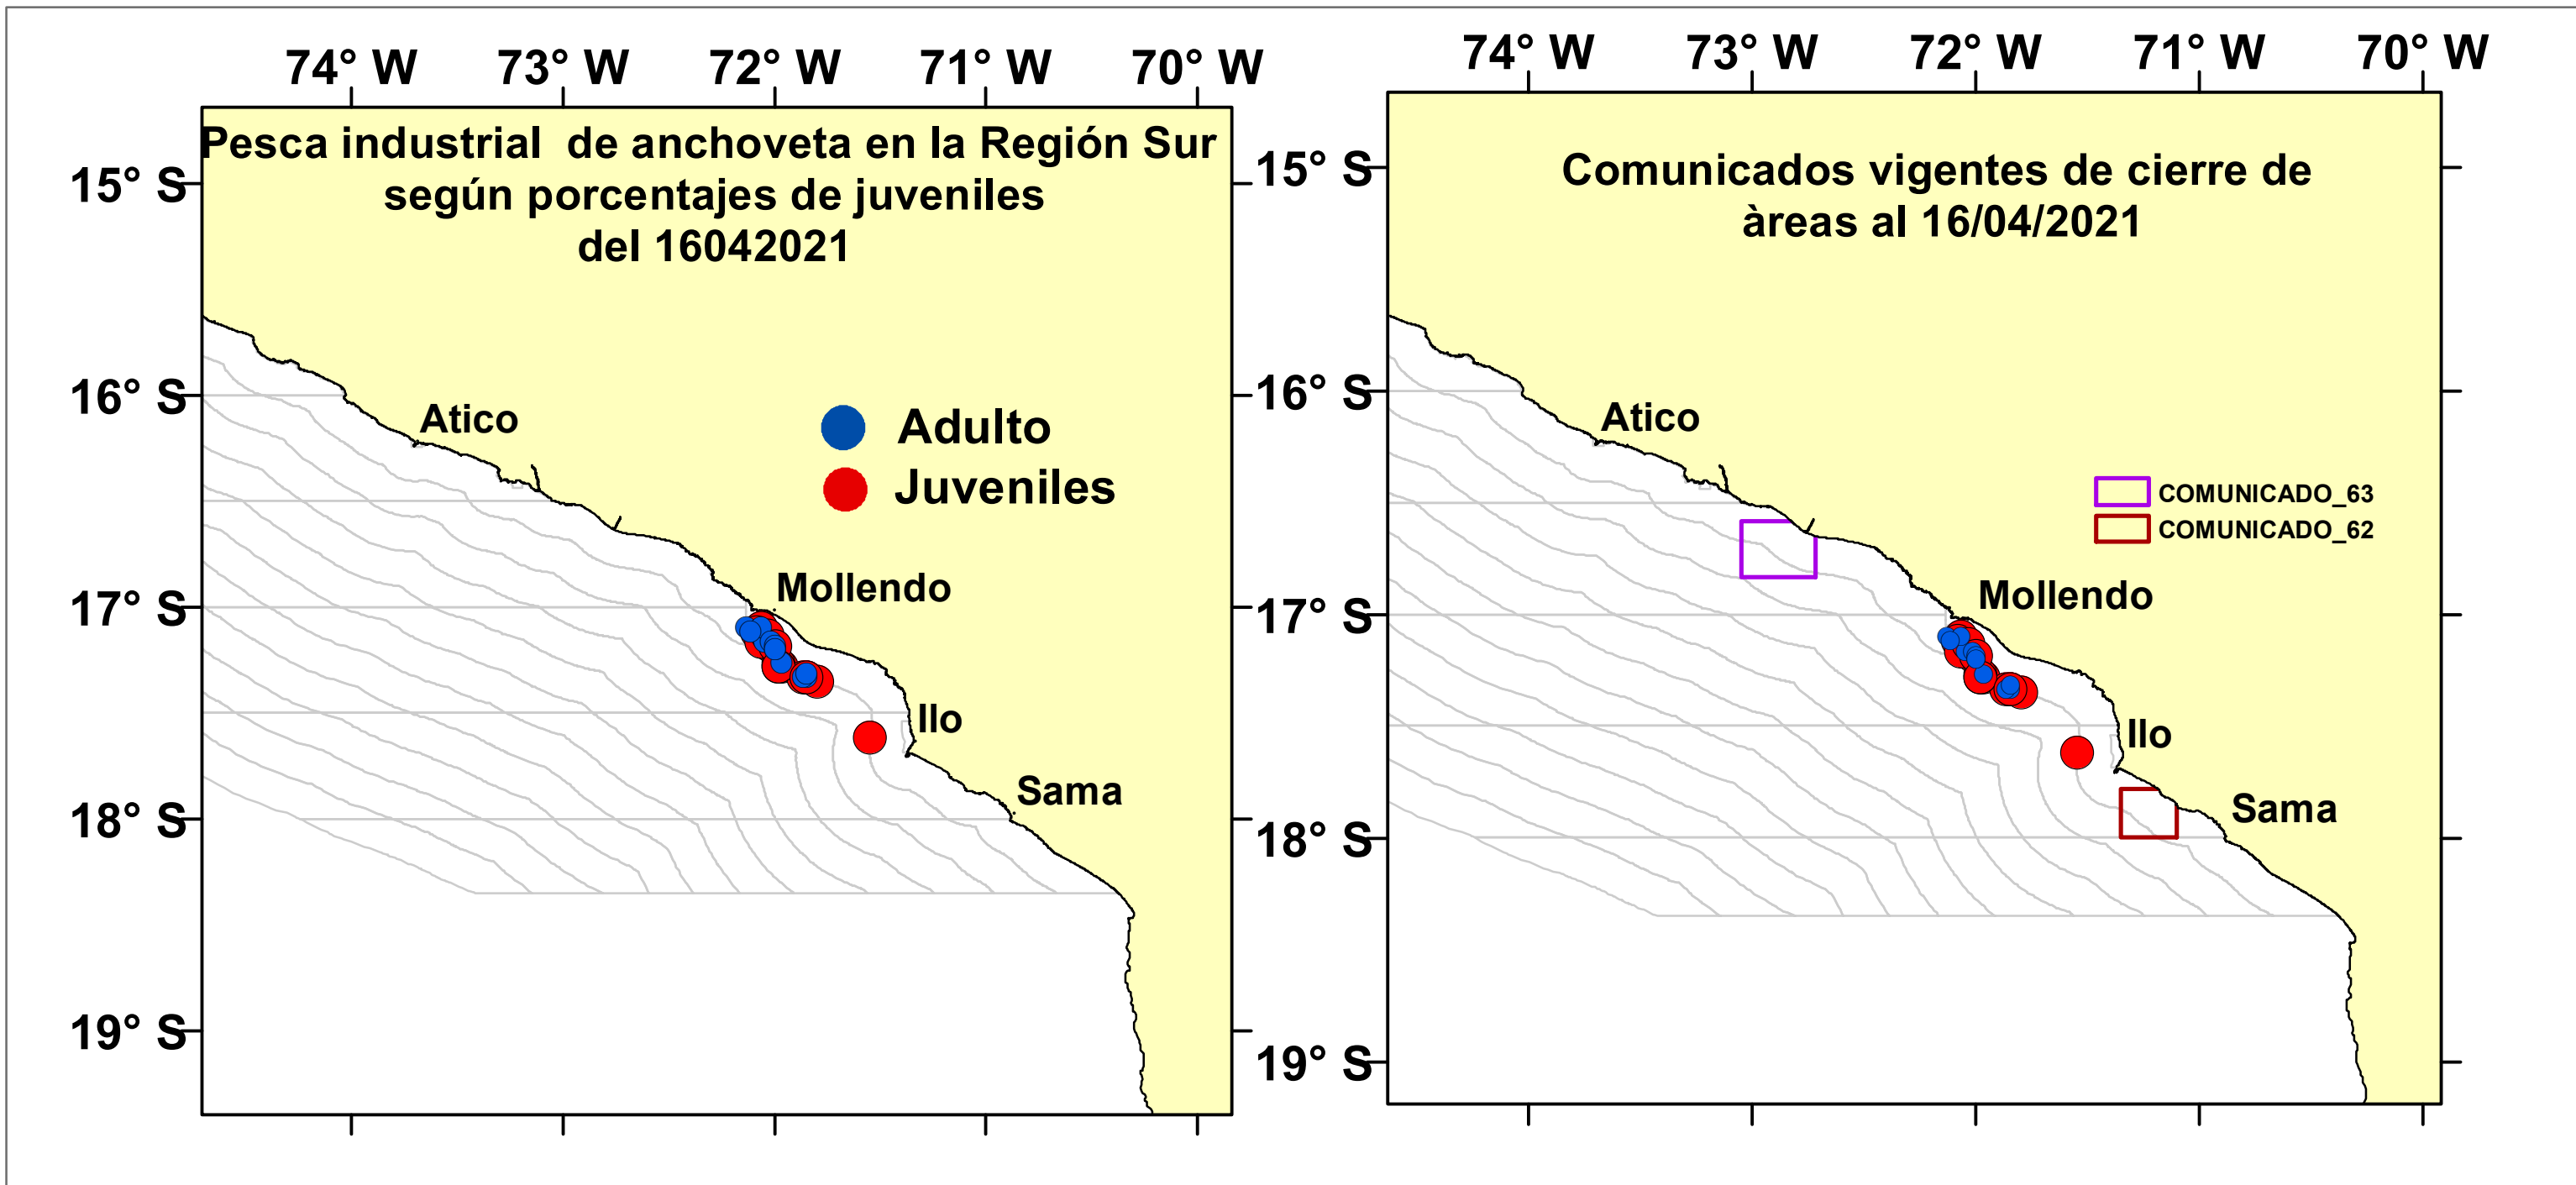 74° W 73° W 72° W 71° W 70° W
Pesca industrial  de anchoveta en la Región Sur
según porcentajes de juveniles
del 16042021
15° S
16° S
17° S
18° S
19° S
Atico
Adulto
Juveniles
Mollendo
Ilo
Sama
74° W 73° W 72° W 71° W 70° W
Comunicados vigentes de cierre de
àreas al 16/04/2021
15° S
16° S
17° S
18° S
19° S
Atico
COMUNICADO_63
COMUNICADO_62
Mollendo
Ilo
Sama